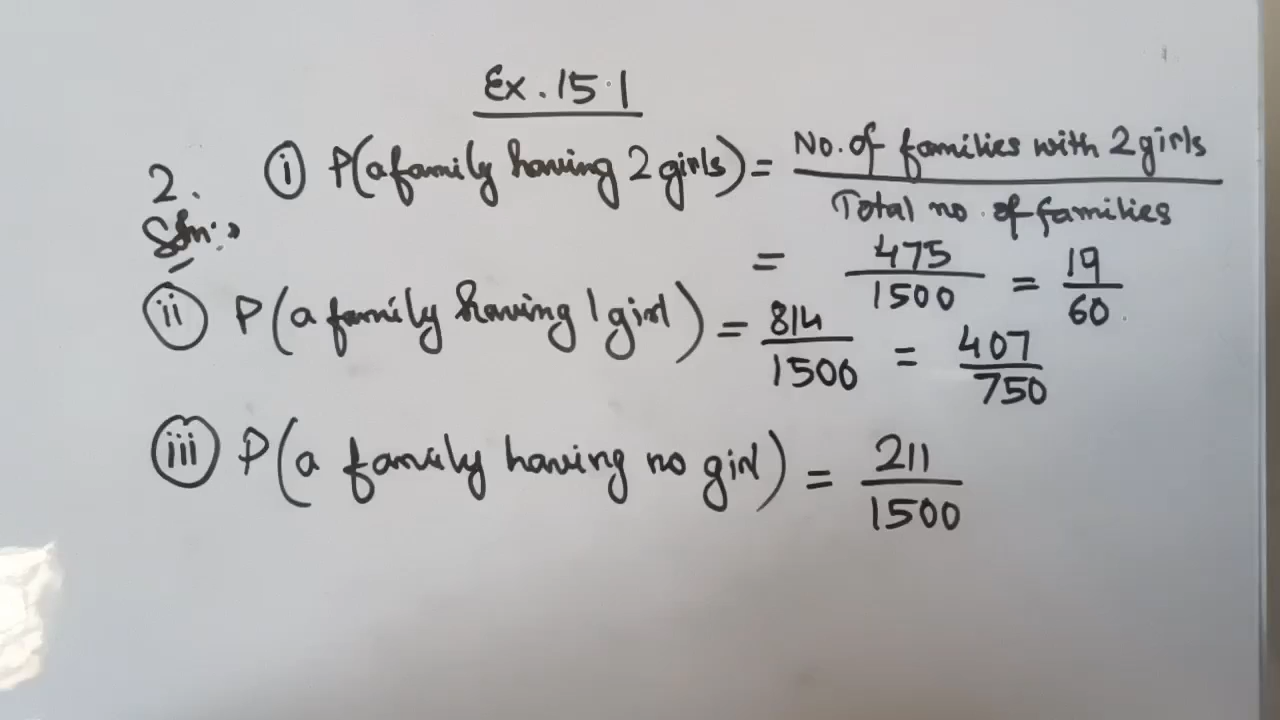 Ex. 15.1
2. (i) P(a family having 2 girls) = No. of families with 2 girls / Total no. of families
Soln:-
= 475/1500 = 19/60.
(ii) P(a family having 1 girl) = 814/1500 = 407/750
(iii) P(a family having no girl) = 211/1500